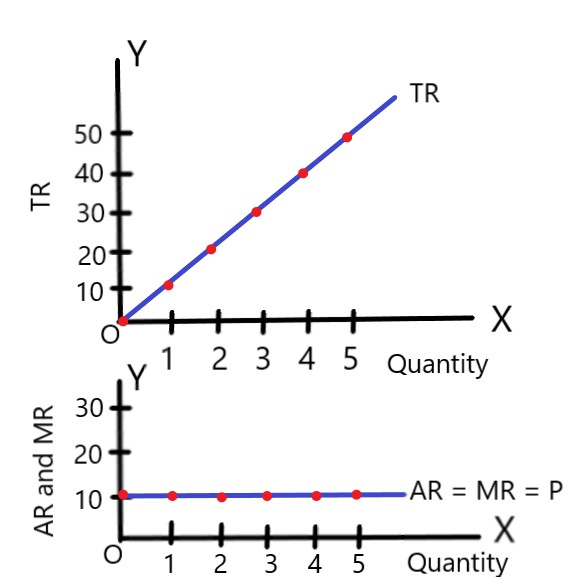 Y
TR
50
40
30
20
10
TR
O
X
1 2 3 4 5
Quantity
Y
30
20
10
AR and MR
AR = MR = P
O
X
1 2 3 4 5
Quantity